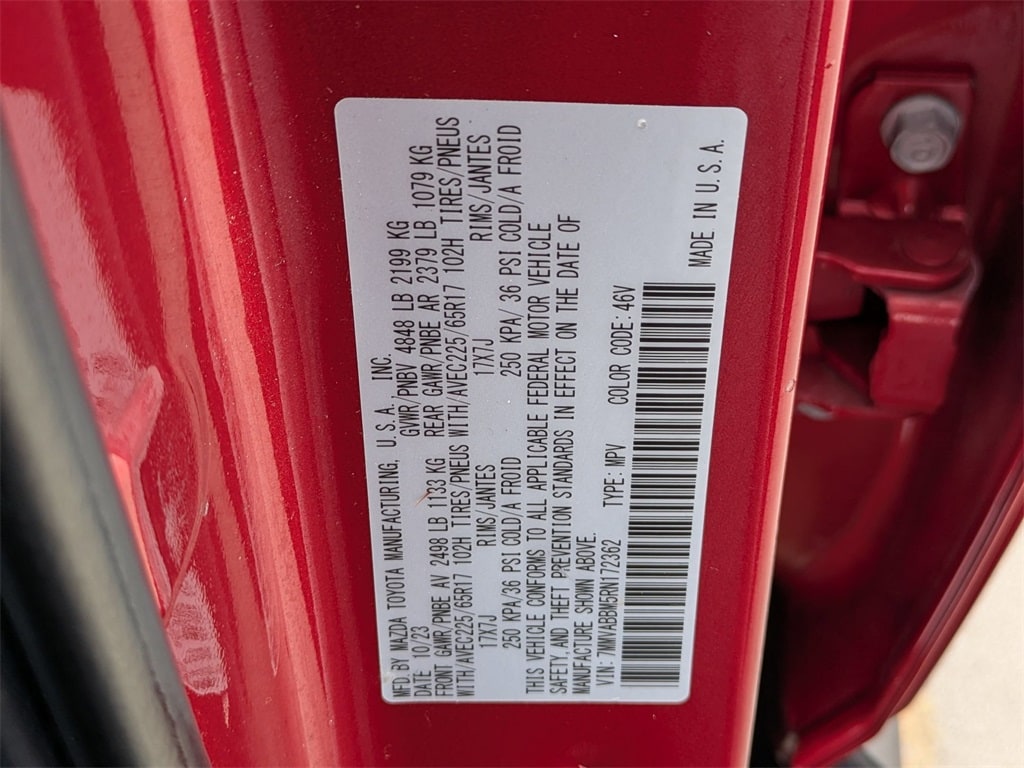 MFD. BY MAZDA TOYOTA MANUFACTURING, U. S. A., INC.
DATE 10/23 GVWR/PNBV 4848 LB 2199 KG
FRONT GAWR/PNBE AV 2498 LB 1133 KG REAR GAWR/PNBE AR 2379 LB 1079 KG
WITH/AVEC225/65R17 102H TIRES/PNEUS WITH/AVEC225/65R17 102H TIRES/PNEUS
17X7J RIMS/JANTES 17X7J RIMS/JANTES
250 KPA/36 PSI COLD/A FROID 250 KPA/ 36 PSI COLD/A FROID
THIS VEHICLE CONFORMS TO ALL APPLICABLE FEDERAL MOTOR VEHICLE
SAFETY,AND THEFT PREVENTION STANDARDS IN EFFECT ON THE DATE OF
MANUFACTURE SHOWN ABOVE.
VIN: 7MMVABBM5RN172362 TYPE: MPV COLOR CODE: 46V
MADE IN U. S. A.